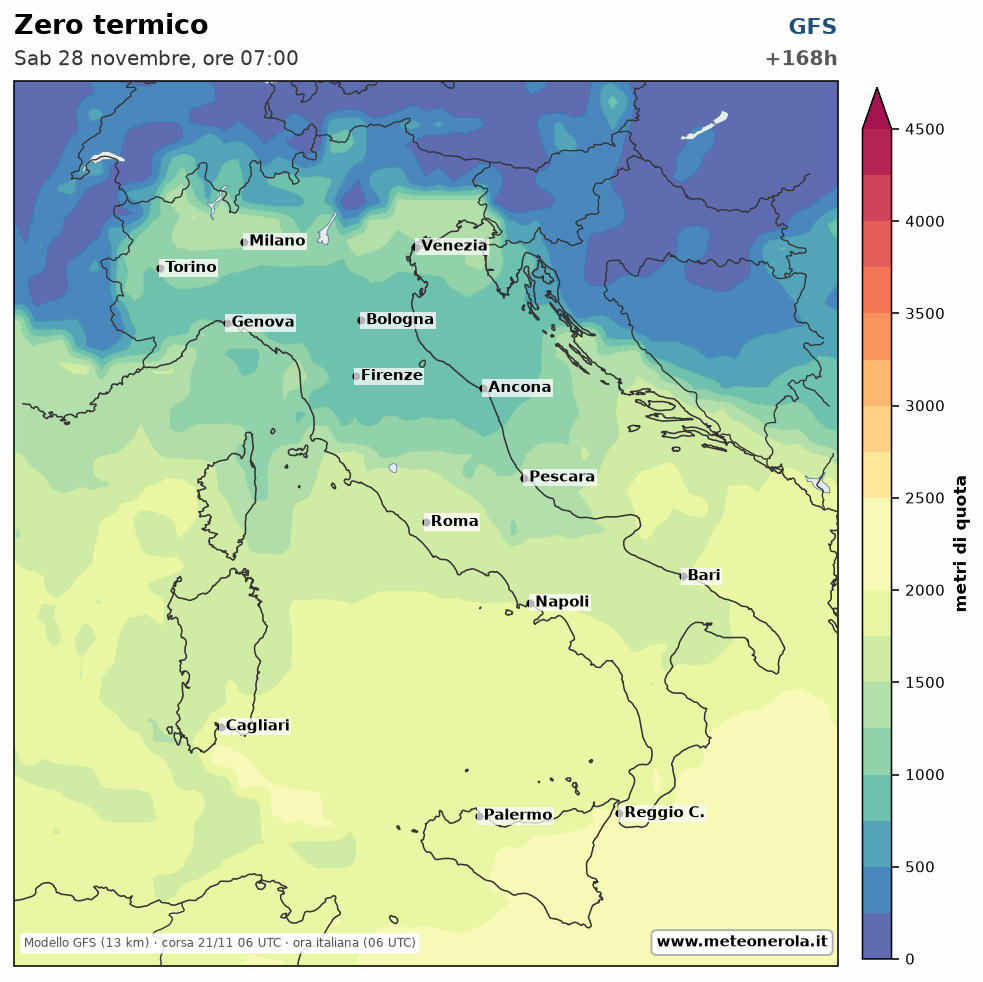 Zero termico
GFS
Sab 28 novembre, ore 07:00
+168h
Milano
Venezia
Torino
Genova
Bologna
Firenze
Ancona
Pescara
Roma
Bari
Napoli
Cagliari
Palermo
Reggio C.
4500
4000
3500
3000
2500
2000
1500
1000
500
0
metri di quota
Modello GFS (13 km) · corsa 21/11 06 UTC · ora italiana (06 UTC)
www.meteonerola.it